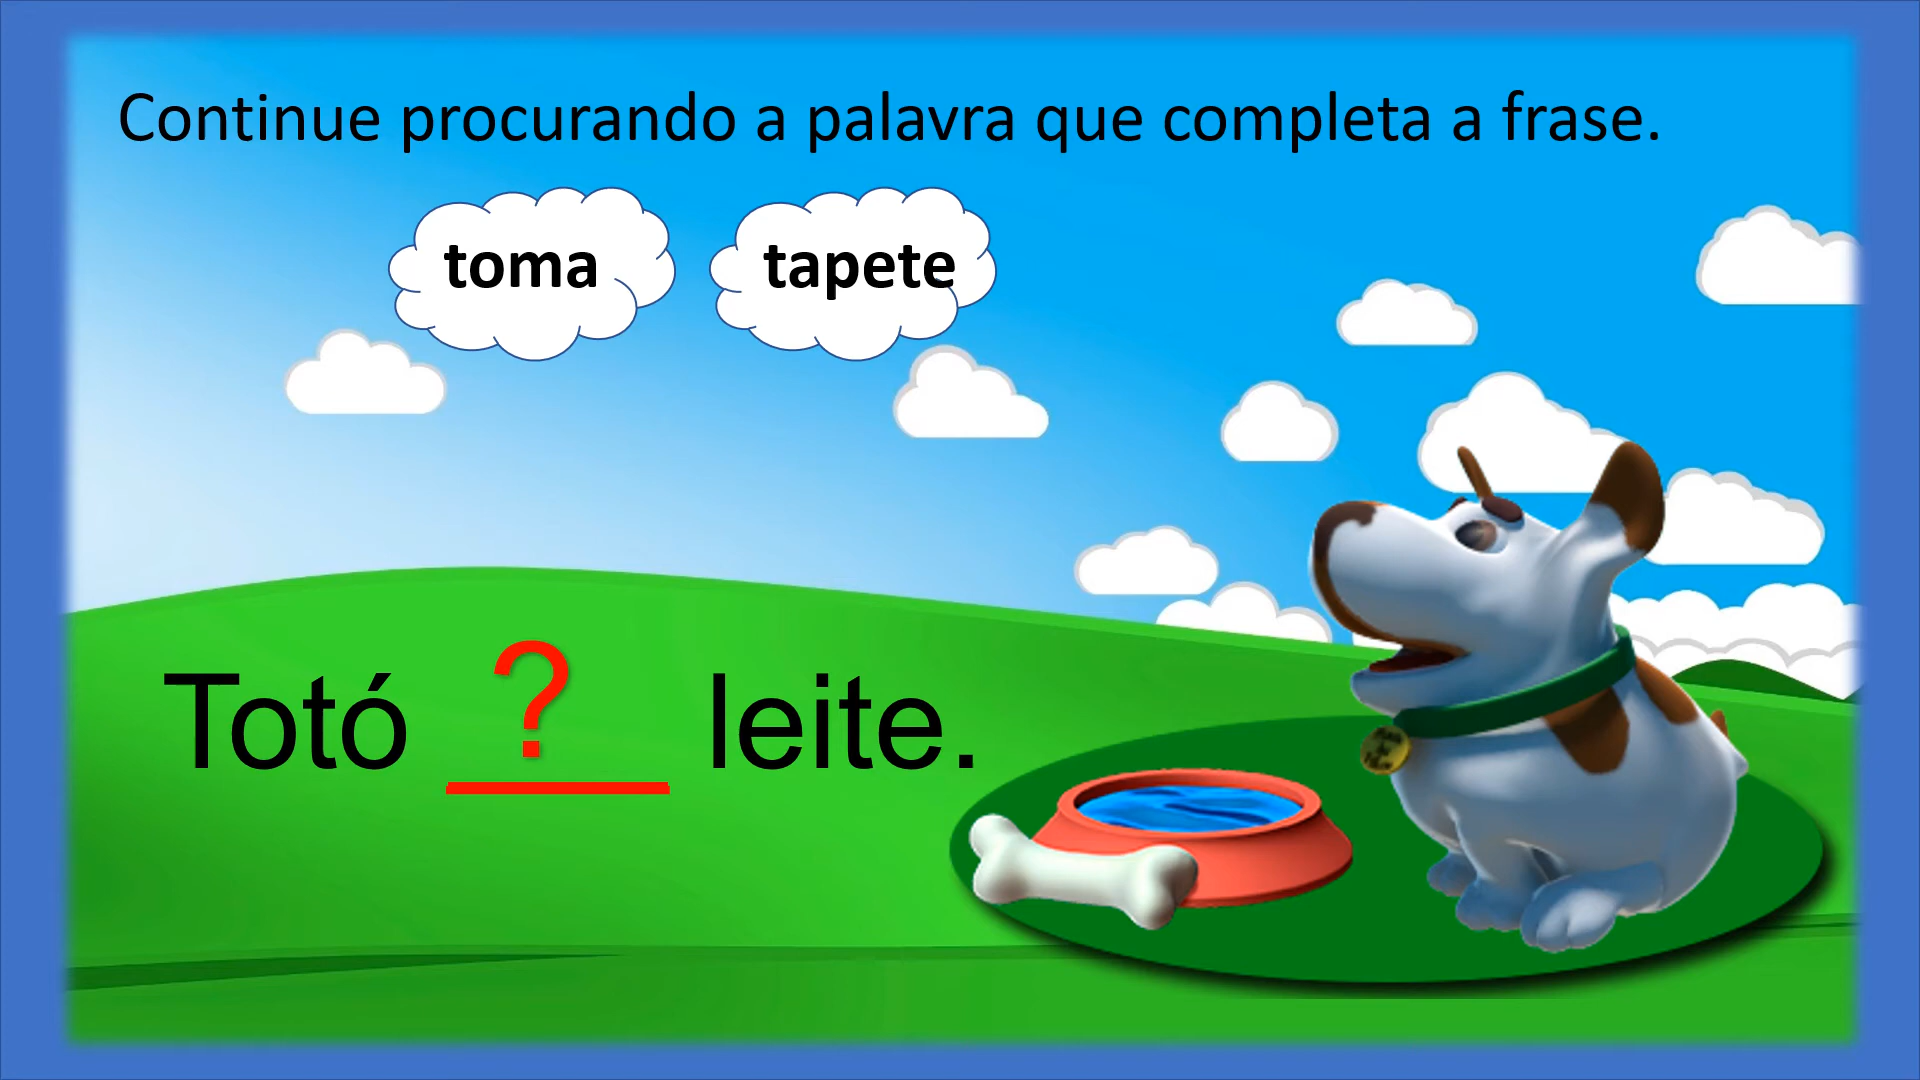 Continue procurando a palavra que completa a frase.
toma tapete
Totó ? leite.